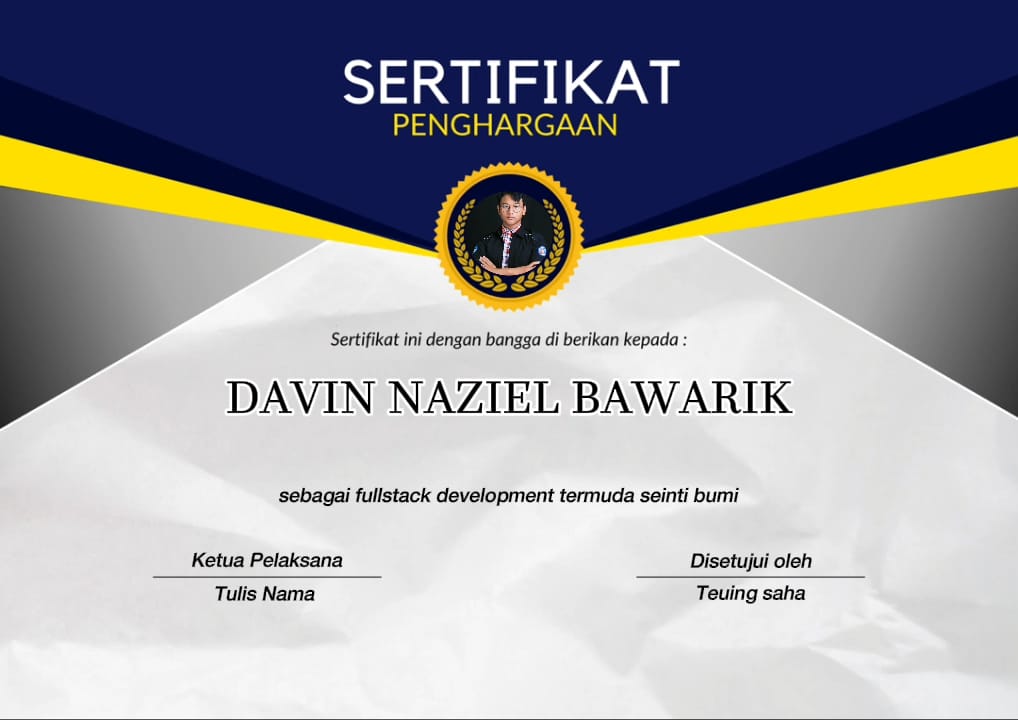 SERTIFIKAT
PENGHARGAAN
Sertifikat ini dengan bangga di berikan kepada :
DAVIN NAZIEL BAWARIK
sebagai fullstack development termuda seinti bumi
Ketua Pelaksana
Tulis Nama
Disetujui oleh
Teuing saha